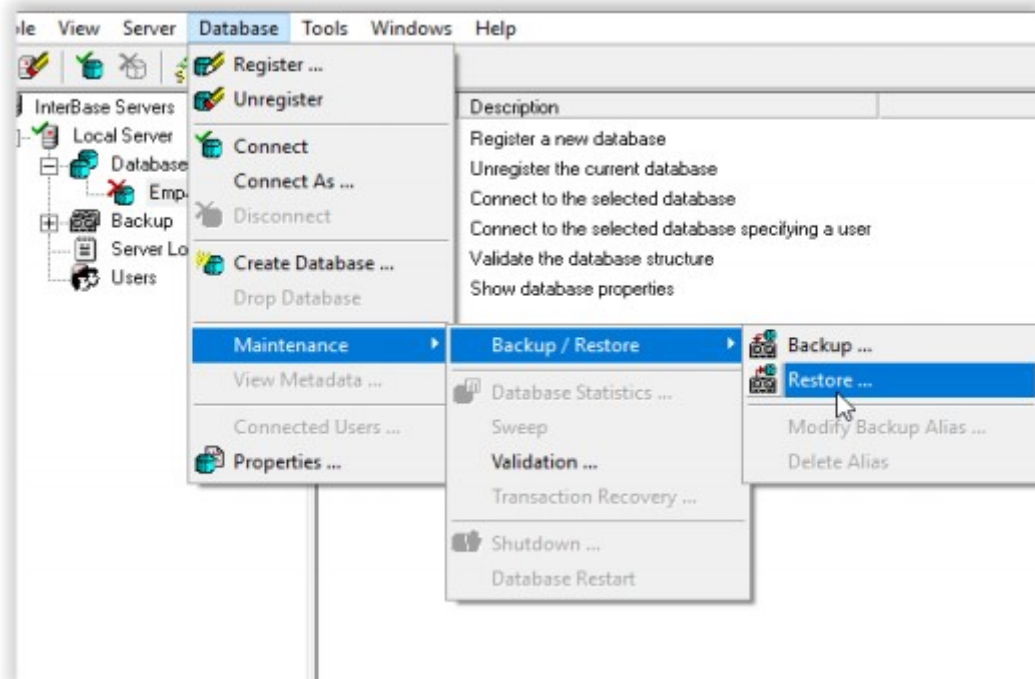 View Server Database Tools Windows Help
Register ...
Unregister
Connect
Connect As ...
Disconnect
Create Database ...
Drop Database
Maintenance
View Metadata ...
Connected Users ...
Properties ...
InterBase Servers
Local Server
Database
Backup
Users
Description
Register a new database
Unregister the current database
Connect to the selected database
Connect to the selected database specifying a user
Validate the database structure
Show database properties
Backup / Restore
Database Statistics ...
Sweep
Validation ...
Transaction Recovery ...
Shutdown ...
Database Restart
Backup ...
Restore ...
Modify Backup Alias ...
Delete Alias